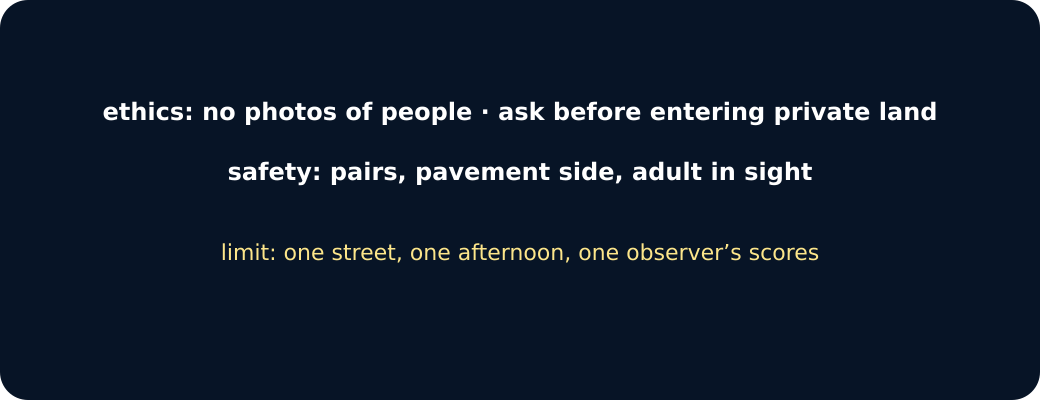 ethics: no photos of people · ask before entering private land
safety: pairs, pavement side, adult in sight
limit: one street, one afternoon, one observer’s scores